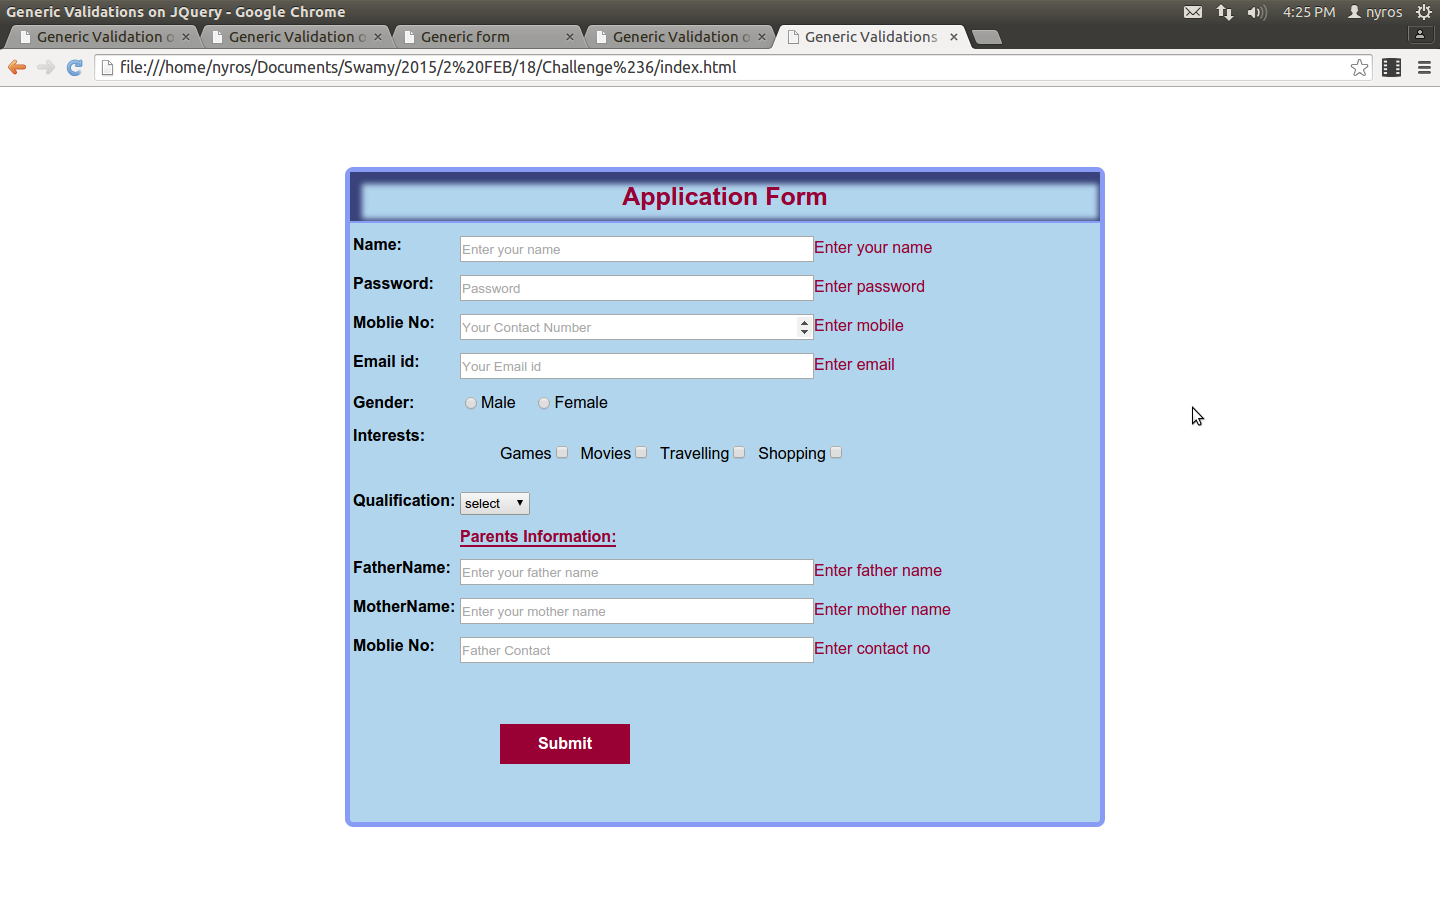 Generic Validations on JQuery - Google Chrome 4:25 PM nyros
Generic Validation o Generic Validation o Generic form Generic Validation o Generic Validations
file:///home/nyros/Documents/Swamy/2015/2%20FEB/18/Challenge%236/index.html
Application Form
Name: Enter your name Enter your name
Password: Password Enter password
Moblie No: Your Contact Number Enter mobile
Email id: Your Email id Enter email
Gender: Male Female
Interests:
Games Movies Travelling Shopping
Qualification: select
Parents Information:
FatherName: Enter your father name Enter father name
MotherName: Enter your mother name Enter mother name
Moblie No: Father Contact Enter contact no
Submit